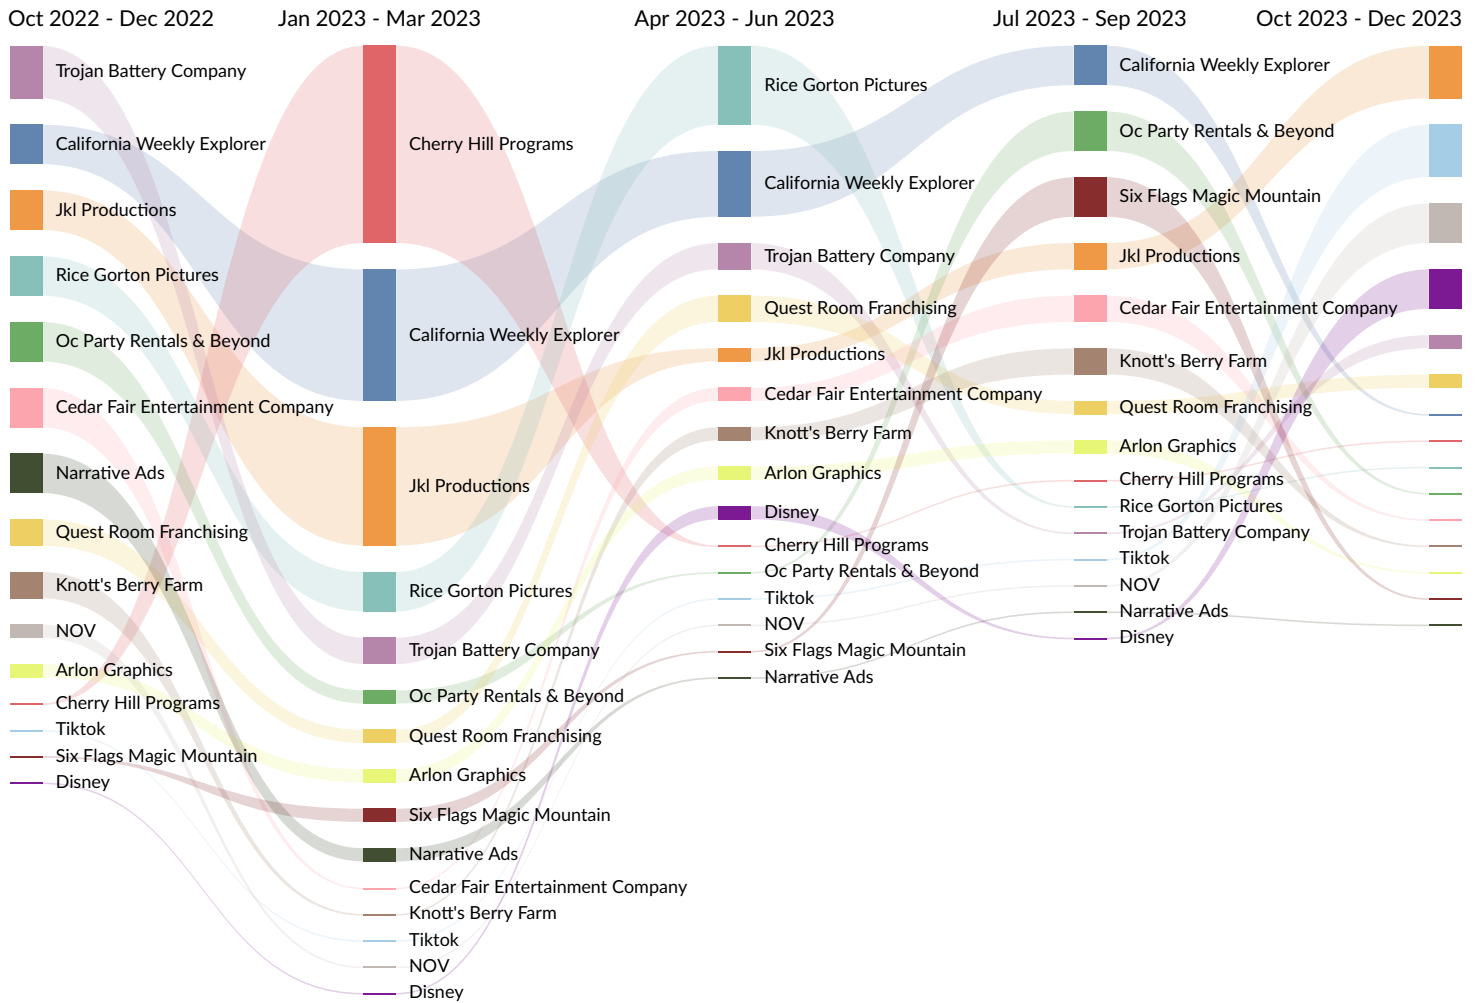 Oct 2022 - Dec 2022
Jan 2023 - Mar 2023
Apr 2023 - Jun 2023
Jul 2023 - Sep 2023
Oct 2023 - Dec 2023
Trojan Battery Company
California Weekly Explorer
Jkl Productions
Rice Gorton Pictures
Oc Party Rentals & Beyond
Cedar Fair Entertainment Company
Narrative Ads
Quest Room Franchising
Knott's Berry Farm
NOV
Arlon Graphics
Cherry Hill Programs
Tiktok
Six Flags Magic Mountain
Disney
Cherry Hill Programs
California Weekly Explorer
Jkl Productions
Rice Gorton Pictures
Trojan Battery Company
Oc Party Rentals & Beyond
Quest Room Franchising
Arlon Graphics
Six Flags Magic Mountain
Narrative Ads
Cedar Fair Entertainment Company
Knott's Berry Farm
Tiktok
NOV
Disney
Rice Gorton Pictures
California Weekly Explorer
Trojan Battery Company
Quest Room Franchising
Jkl Productions
Cedar Fair Entertainment Company
Knott's Berry Farm
Arlon Graphics
Disney
Cherry Hill Programs
Oc Party Rentals & Beyond
Tiktok
NOV
Six Flags Magic Mountain
Narrative Ads
California Weekly Explorer
Oc Party Rentals & Beyond
Six Flags Magic Mountain
Jkl Productions
Cedar Fair Entertainment Company
Knott's Berry Farm
Quest Room Franchising
Arlon Graphics
Cherry Hill Programs
Rice Gorton Pictures
Trojan Battery Company
Tiktok
NOV
Narrative Ads
Disney